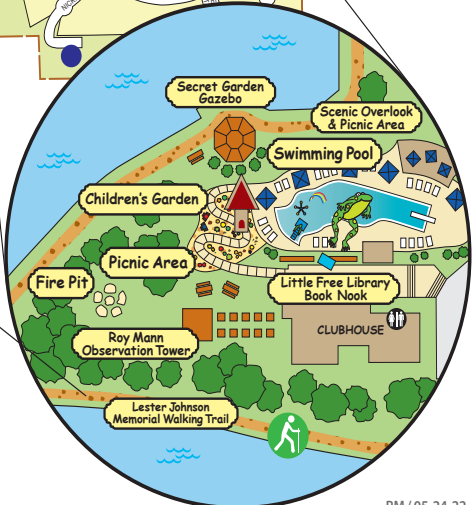 Secret Garden
Gazebo
Scenic Overlook
& Picnic Area
Swimming Pool
Children's Garden
Picnic Area
Fire Pit
Little Free Library
Book Nook
CLUBHOUSE
Roy Mann
Observation Tower
Lester Johnson
Memorial Walking Trail